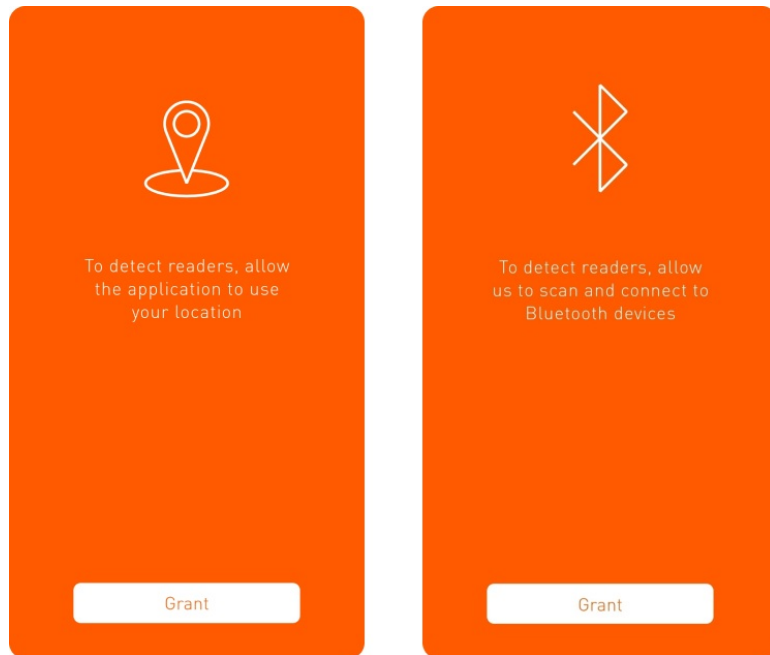 To detect readers, allow
the application to use
your location
Grant
To detect readers, allow
us to scan and connect to
Bluetooth devices
Grant